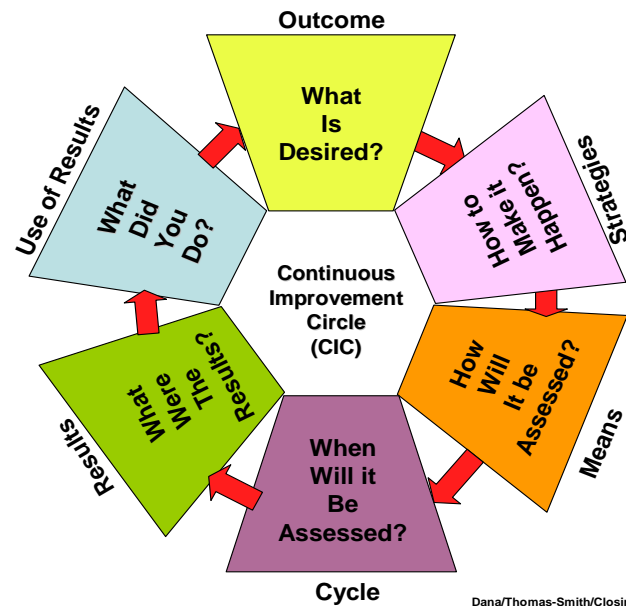 Outcome
What
Is
Desired?
Strategies
How to
Make it
Happen?
Means
How
Will
It be
Assessed?
Cycle
When
Will it
Be
Assessed?
Results
What
Were
The
Results?
Use of Results
What
Did
You
Do?
Continuous
Improvement
Circle
(CIC)
Dana/Thomas-Smith/Closin